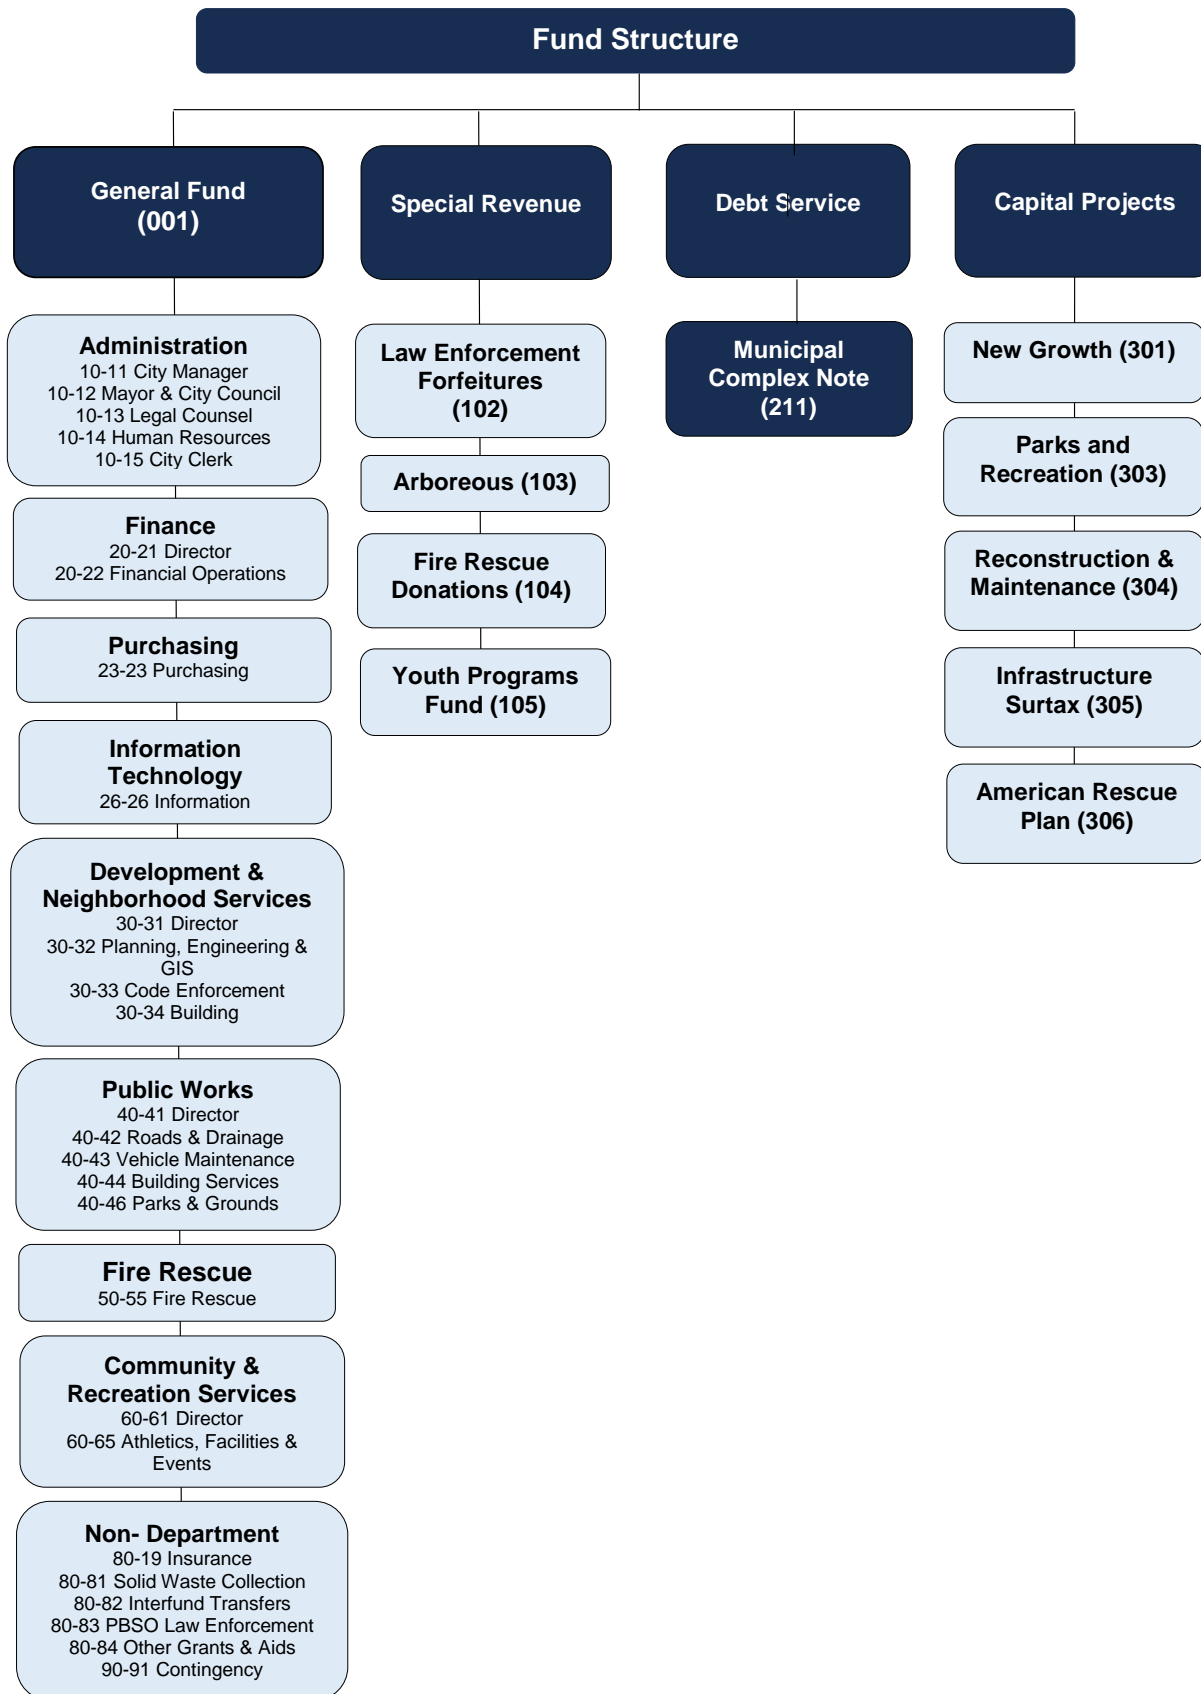 Fund Structure
General Fund
(001)
Administration
10-11 City Manager
10-12 Mayor & City Council
10-13 Legal Counsel
10-14 Human Resources
10-15 City Clerk
Finance
20-21 Director
20-22 Financial Operations
Purchasing
23-23 Purchasing
Information
Technology
26-26 Information
Development &
Neighborhood Services
30-31 Director
30-32 Planning, Engineering &
GIS
30-33 Code Enforcement
30-34 Building
Public Works
40-41 Director
40-42 Roads & Drainage
40-43 Vehicle Maintenance
40-44 Building Services
40-46 Parks & Grounds
Fire Rescue
50-55 Fire Rescue
Community &
Recreation Services
60-61 Director
60-65 Athletics, Facilities &
Events
Non- Department
80-19 Insurance
80-81 Solid Waste Collection
80-82 Interfund Transfers
80-83 PBSO Law Enforcement
80-84 Other Grants & Aids
90-91 Contingency
Special Revenue
Law Enforcement
Forfeitures
(102)
Arboreous (103)
Fire Rescue
Donations (104)
Youth Programs
Fund (105)
Debt Service
Municipal
Complex Note
(211)
Capital Projects
New Growth (301)
Parks and
Recreation (303)
Reconstruction &
Maintenance (304)
Infrastructure
Surtax (305)
American Rescue
Plan (306)